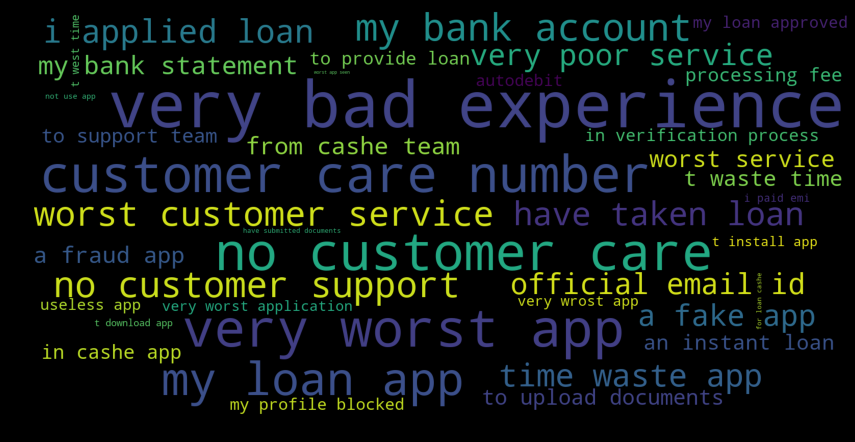 i applied loan
my bank account
my loan approved
t west time
my bank statement
to provide loan
very poor service
worst app seen
autodebit
processing fee
not use app
very bad experience
to support team
from cashe team
in verification process
customer care number
worst service
t waste time
i paid emi
worst customer service
have taken loan
have submitted documents
a fraud app
no customer care
t install app
no customer support
official email id
for loan cashe
useless app
very worst application
very wrost app
a fake app
t download app
very worst app
an instant loan
in cashe app
my loan app
time waste app
my profile blocked
to upload documents